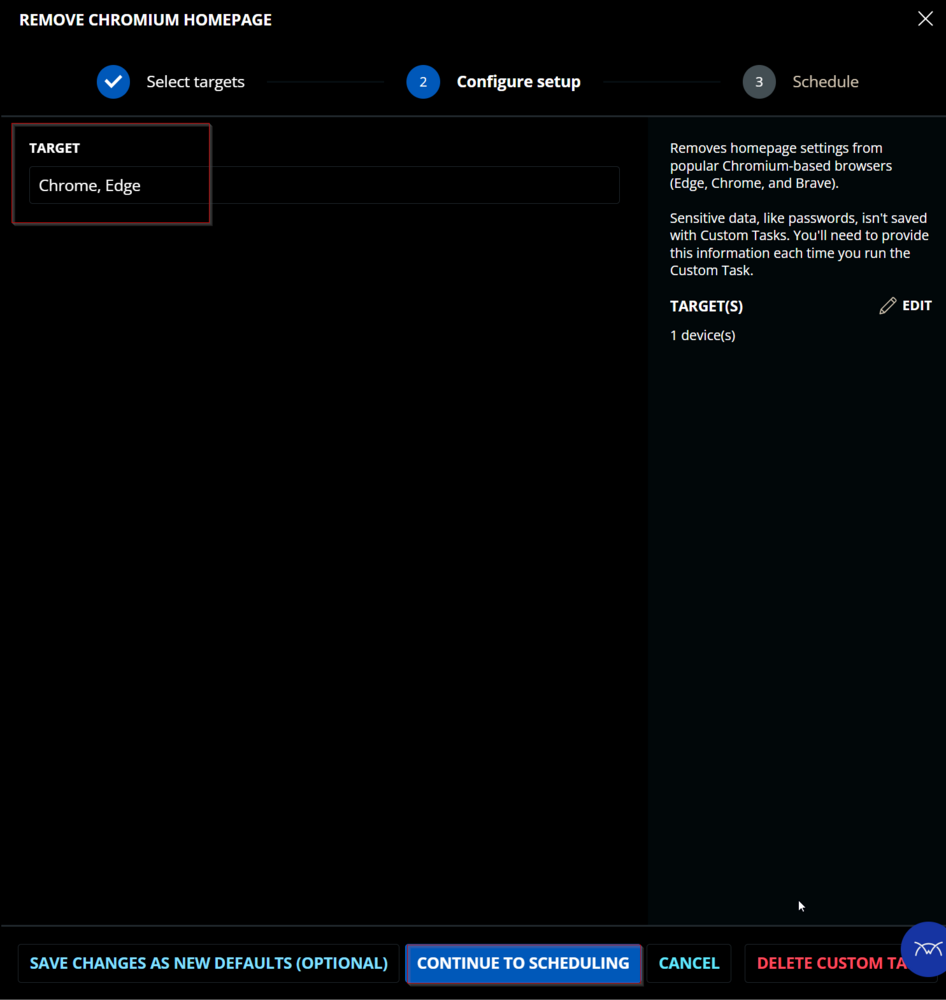 REMOVE CHROMIUM HOMEPAGE
Select targets
2
Configure setup
3
Schedule
TARGET
Chrome, Edge
Removes homepage settings from
popular Chromium-based browsers
(Edge, Chrome, and Brave).
Sensitive data, like passwords, isn't saved
with Custom Tasks. You'll need to provide
this information each time you run the
Custom Task.
TARGET(S)
EDIT
1 device(s)
SAVE CHANGES AS NEW DEFAULTS (OPTIONAL)
CONTINUE TO SCHEDULING
CANCEL
DELETE CUSTOM TA